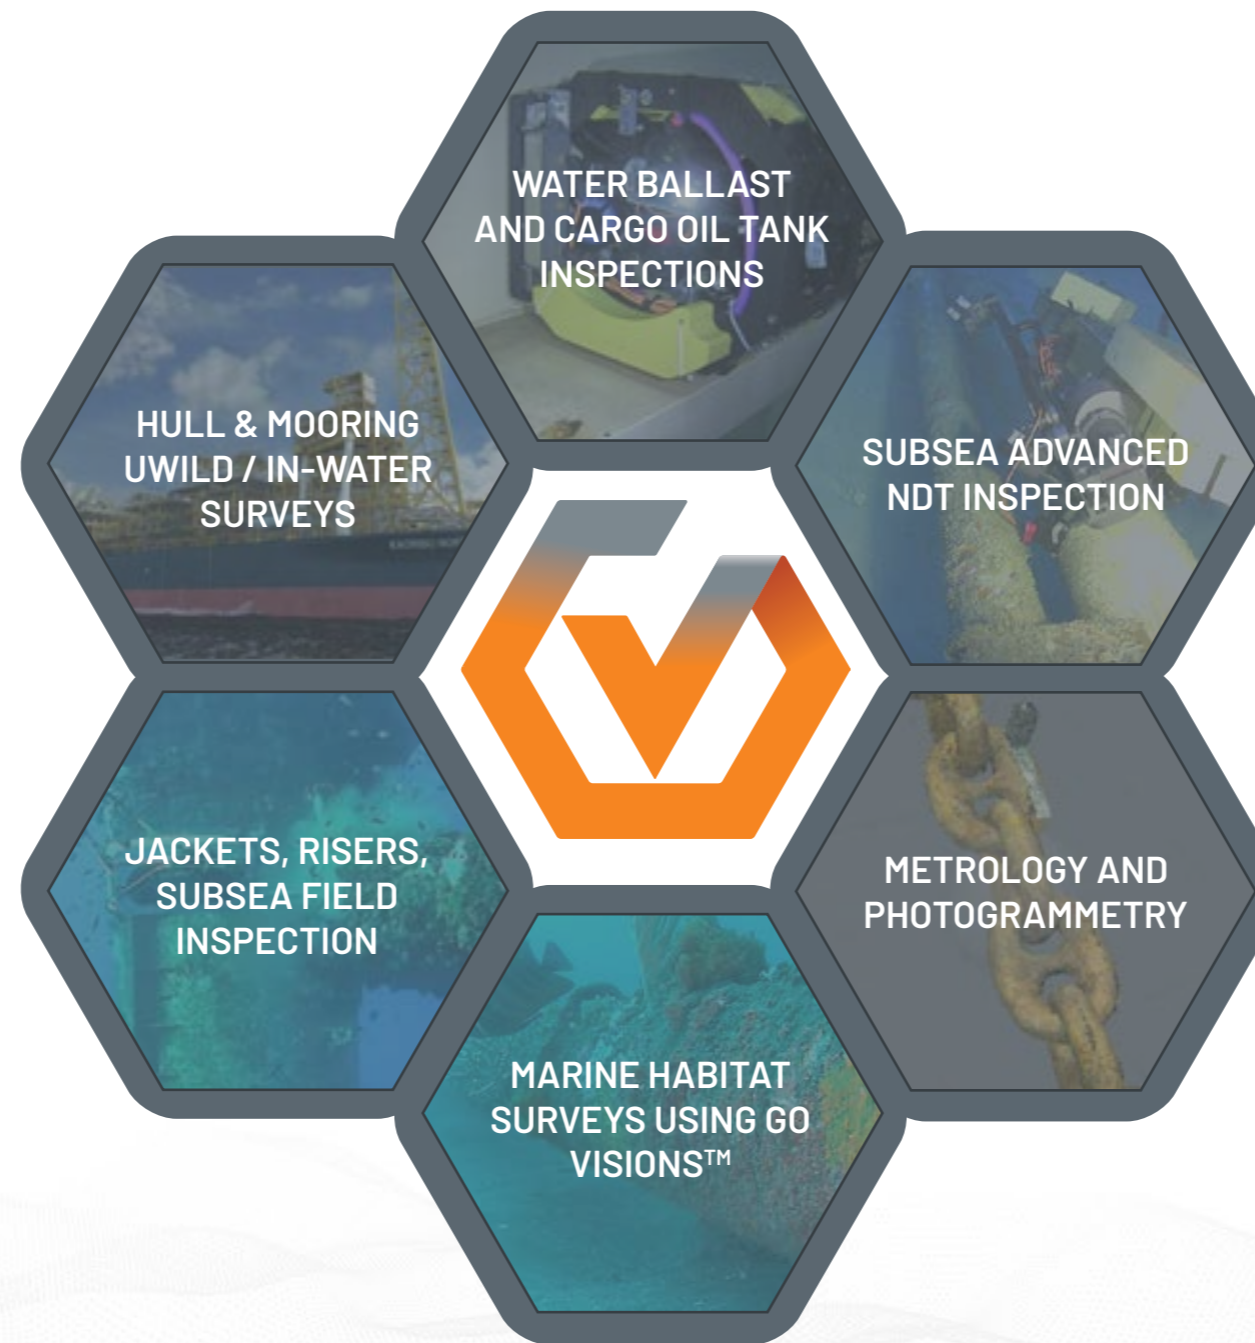 WATER BALLAST
AND CARGO OIL TANK
INSPECTIONS
HULL & MOORING
UWILD / IN-WATER
SURVEYS
SUBSEA ADVANCED
NDT INSPECTION
JACKETS, RISERS,
SUBSEA FIELD
INSPECTION
METROLOGY AND
PHOTOGRAMMETRY
MARINE HABITAT
SURVEYS USING GO
VISIONS™